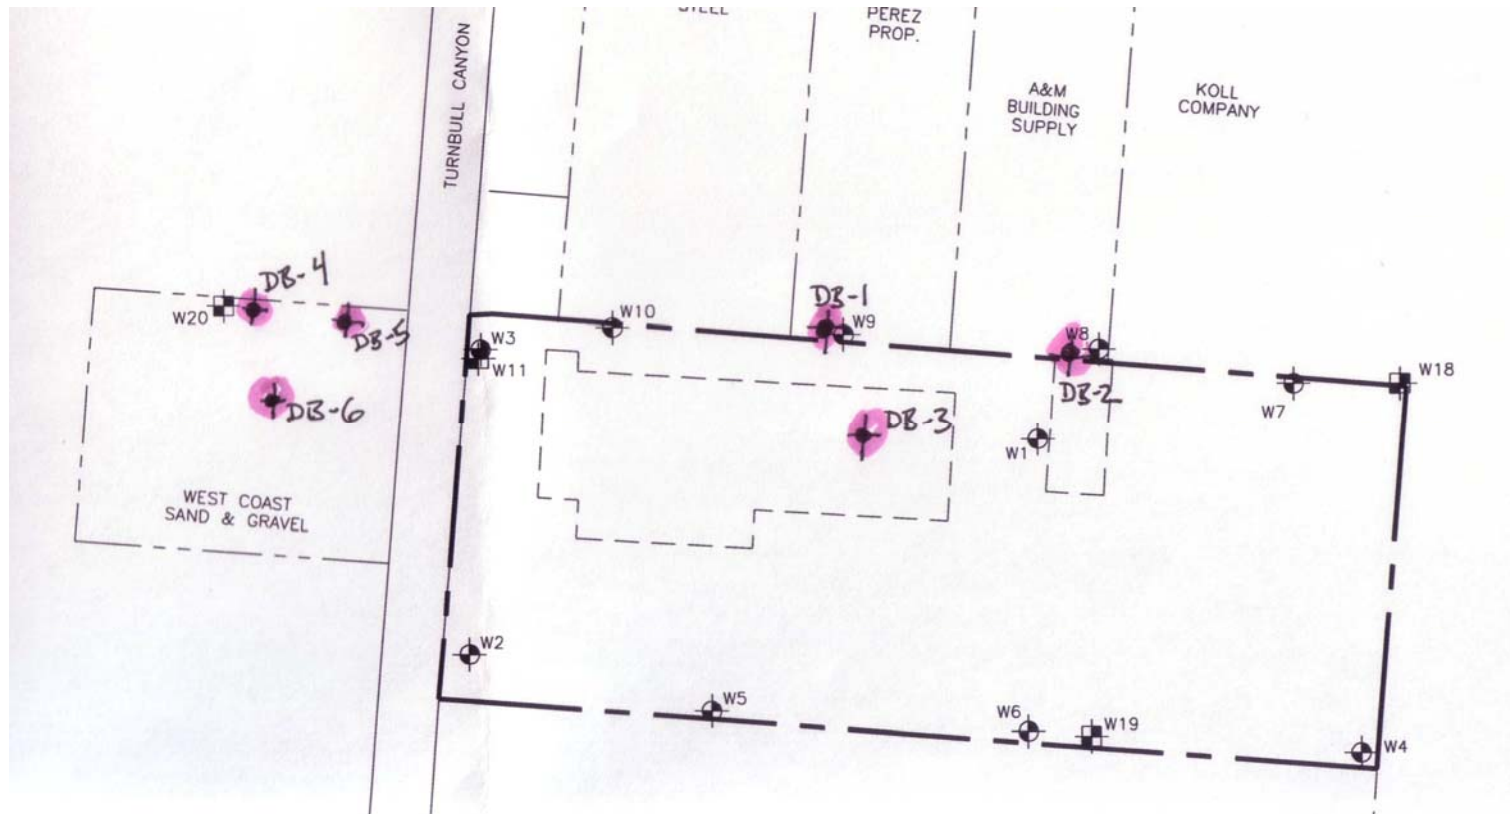 STEEL
PEREZ
PROP.
TURNBULL CANYON
A&M
BUILDING
SUPPLY
KOLL
COMPANY
DB-4
W20
DB-5
DB-6
WEST COAST
SAND & GRAVEL
W3
W11
W10
DB-1
W9
W8
DB-2
DB-3
W1
W7
W18
W2
W5
W6
W19
W4